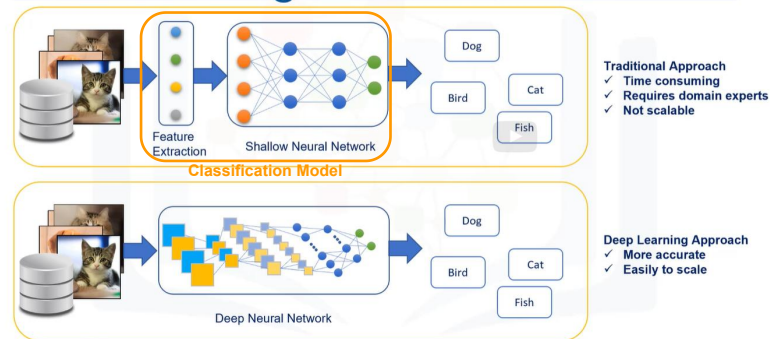 Dog
Bird
Cat
Fish
Feature
Extraction
Shallow Neural Network
Classification Model
Traditional Approach
✓ Time consuming
✓ Requires domain experts
✓ Not scalable
Dog
Bird
Cat
Fish
Deep Neural Network
Deep Learning Approach
✓ More accurate
✓ Easily to scale